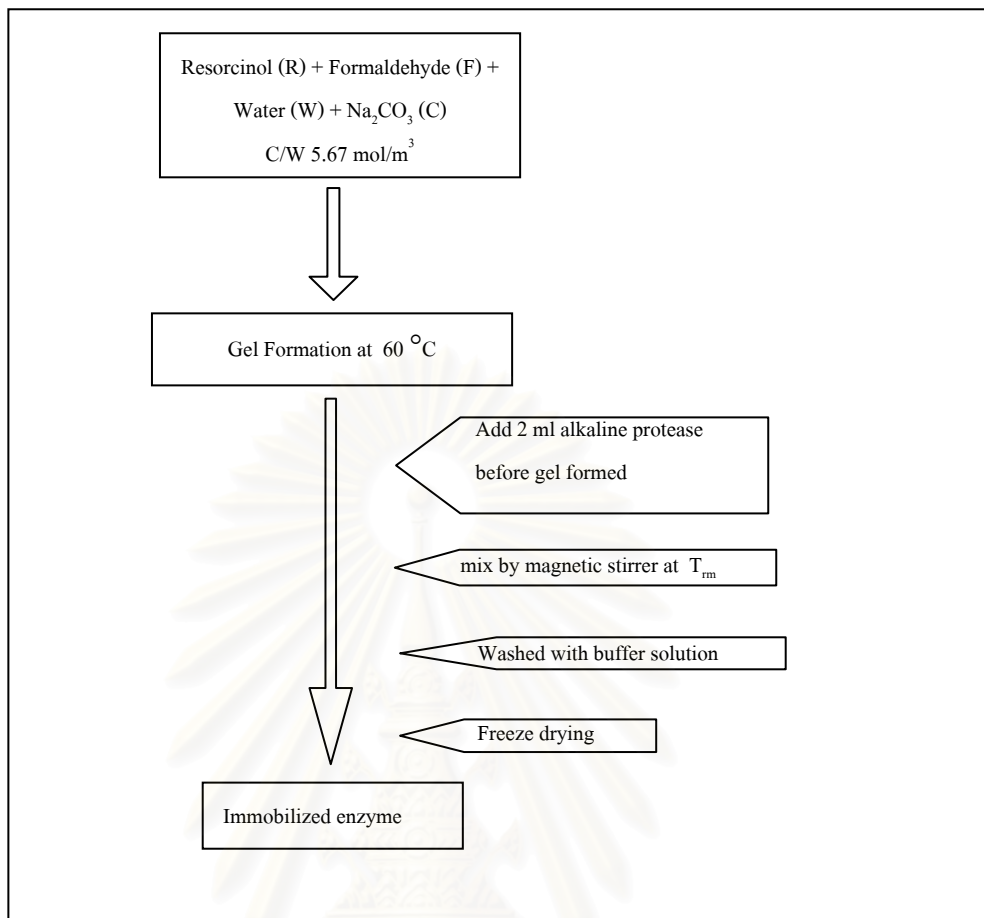 Resorcinol (R) + Formaldehyde (F) +
Water (W) + Na₂CO₃ (C)
C/W 5.67 mol/m³
Gel Formation at 60 °C
Add 2 ml alkaline protease
before gel formed
mix by magnetic stirrer at Tᵣₘ
Washed with buffer solution
Freeze drying
Immobilized enzyme